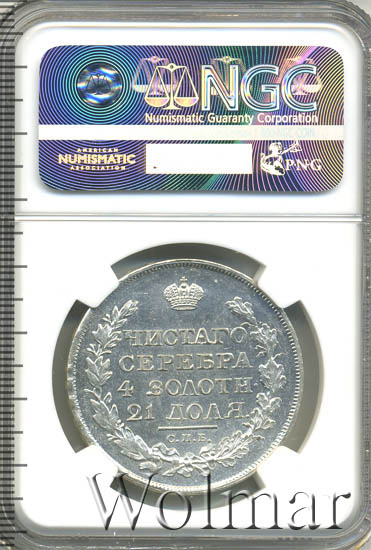 NGC
Numismatic Guaranty Corporation
AMERICAN
NUMISMATIC
ASSOCIATION
PNG
ЧИСТАГО
СЕРЕБРА
4 ЗОЛОТН.
21 ДОЛЯ.
С.П.Б.
Wolmar